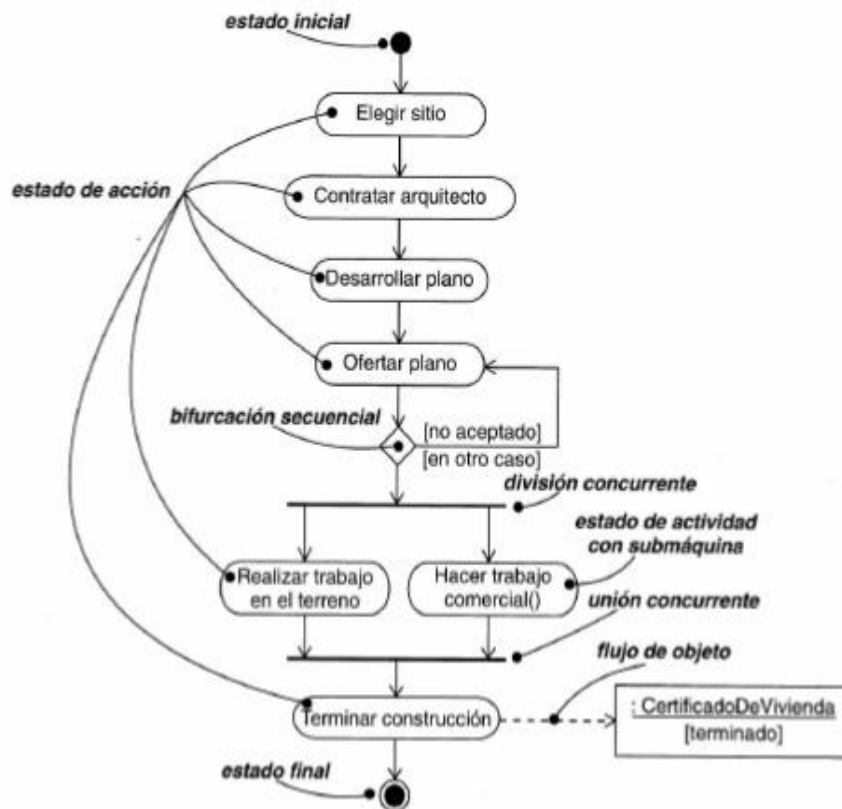 estado inicial
Elegir sitio
estado de acción
Contratar arquitecto
Desarrollar plano
Ofertar plano
bifurcación secuencial
[no aceptado]
[en otro caso]
división concurrente
estado de actividad
con submáquina
Realizar trabajo
en el terreno
Hacer trabajo
comercial()
unión concurrente
flujo de objeto
: CertificadoDeVivienda
[terminado]
Terminar construcción
estado final